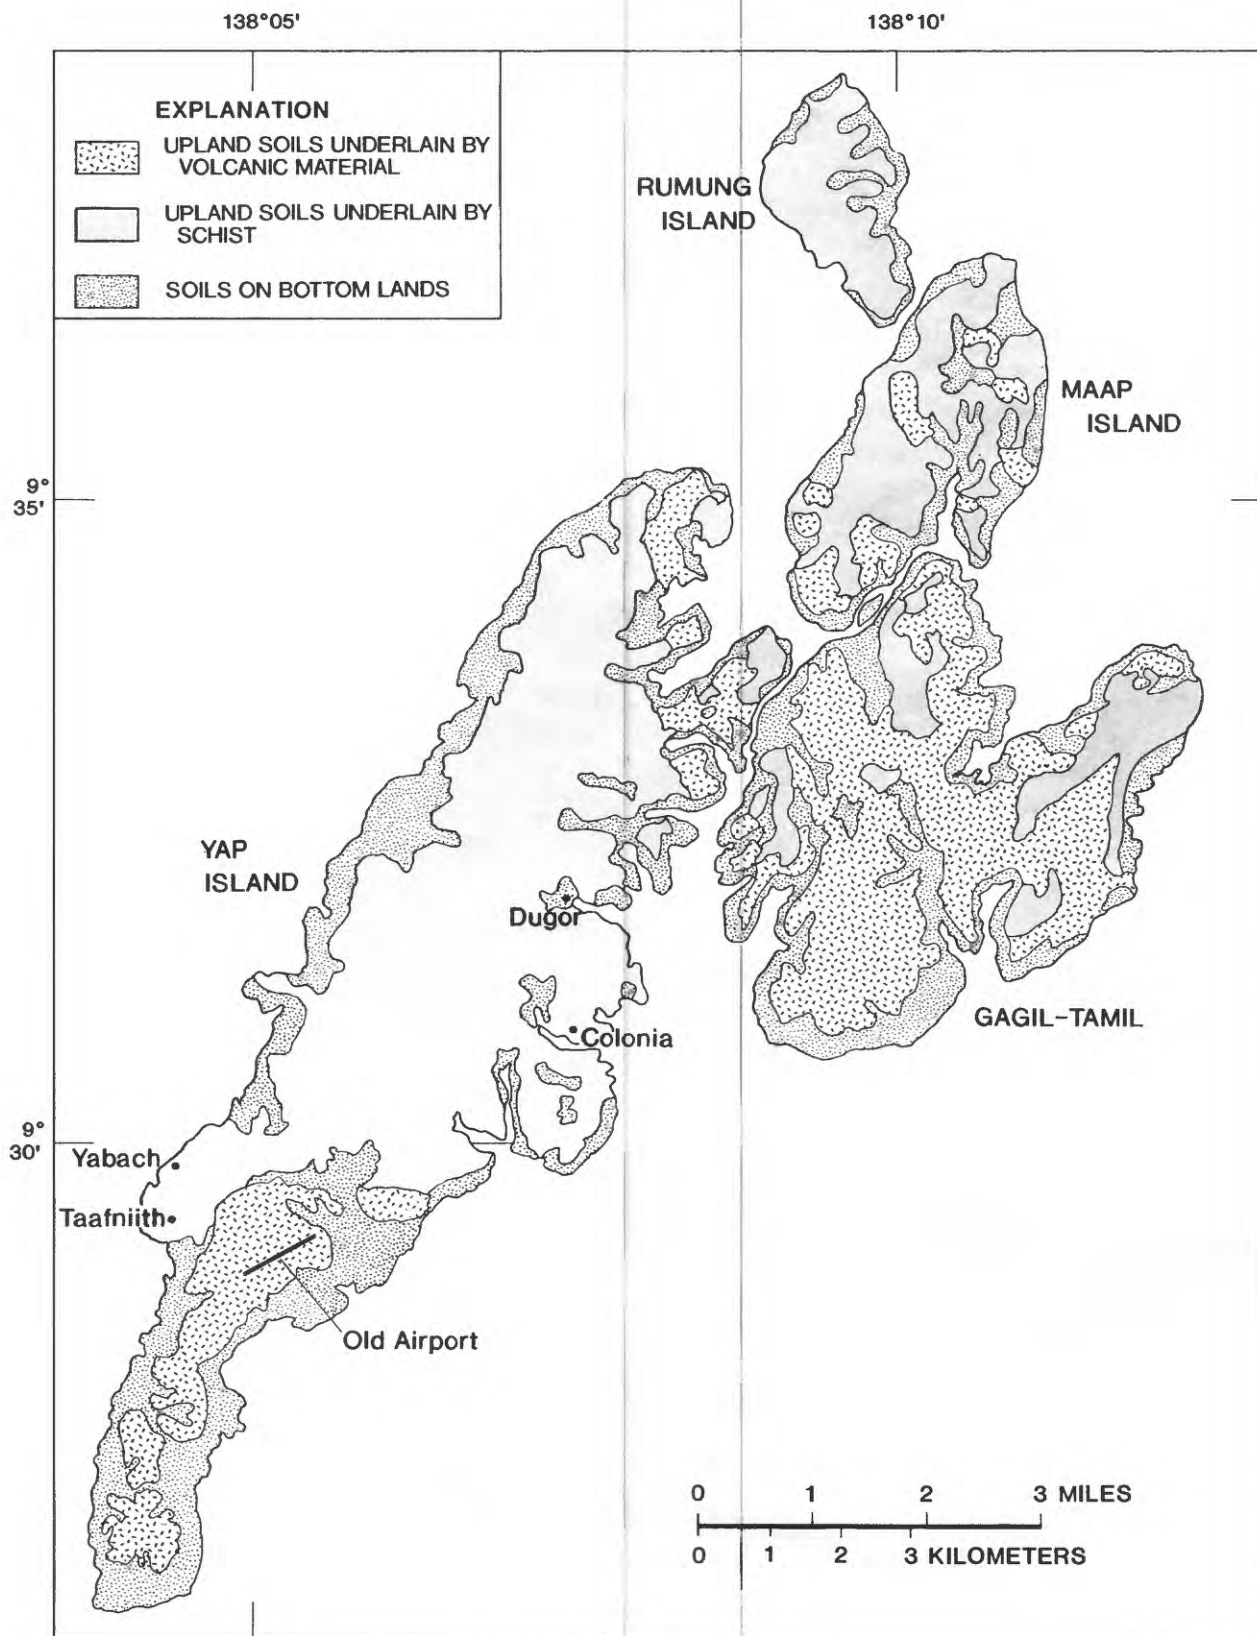 138°05'
138°10'
EXPLANATION
UPLAND SOILS UNDERLAIN BY
VOLCANIC MATERIAL
UPLAND SOILS UNDERLAIN BY
SCHIST
SOILS ON BOTTOM LANDS
RUMUNG
ISLAND
MAAP
ISLAND
9°
35'
YAP
ISLAND
Dugor
GAGIL-TAMIL
Colonia
9°
30'
Yabach
Taafniith
Old Airport
0 1 2 3 MILES
0 1 2 3 KILOMETERS